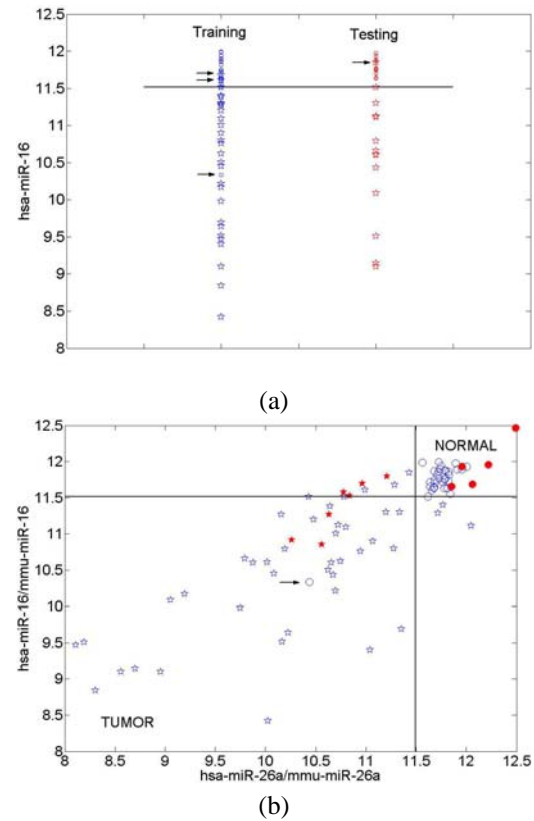 (a)
Training
Testing
12.5
12
11.5
11
10.5
10
9.5
9
8.5
8
hsa-miR-16
(a)
12.5
12
11.5
11
10.5
10
9.5
9
8.5
8
hsa-miR-16/mmu-miR-16
NORMAL
TUMOR
8 8.5 9 9.5 10 10.5 11 11.5 12 12.5
hsa-miR-26a/mmu-miR-26a
(b)